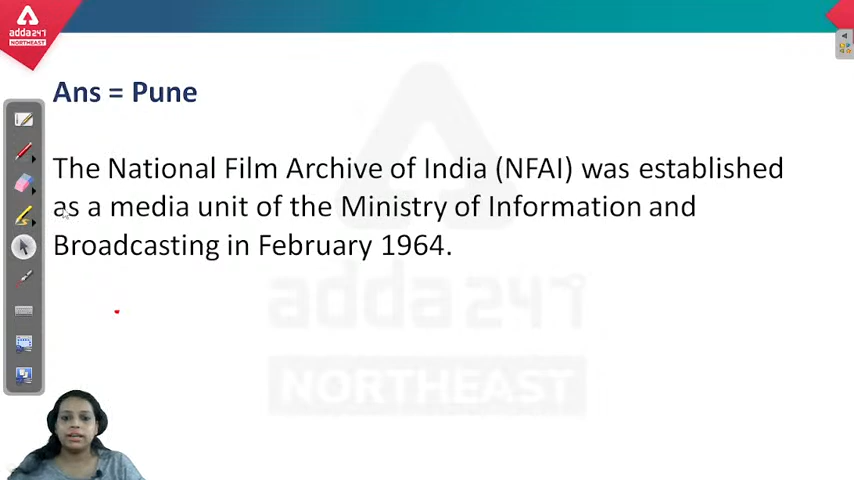 adda247
NORTHEAST
Ans = Pune
The National Film Archive of India (NFAI) was established
as a media unit of the Ministry of Information and
Broadcasting in February 1964.
adda247
NORTHEAST